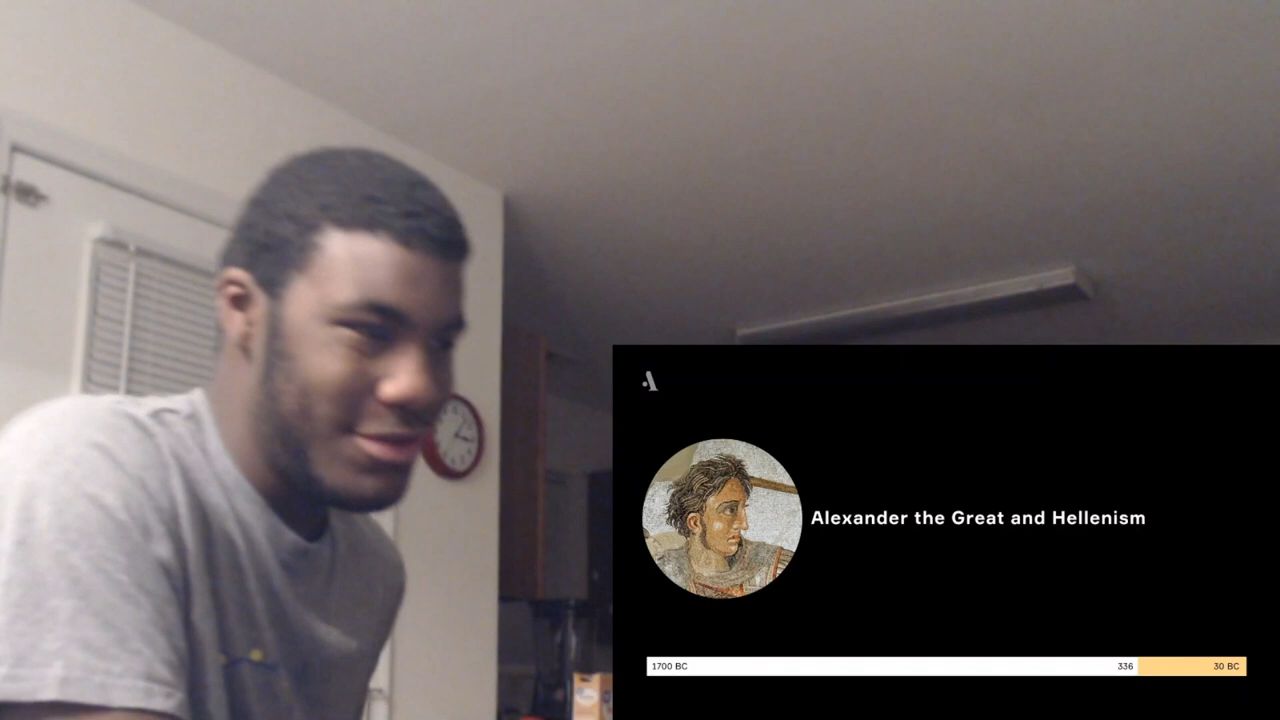 Alexander the Great and Hellenism
1700 BC 336 30 BC